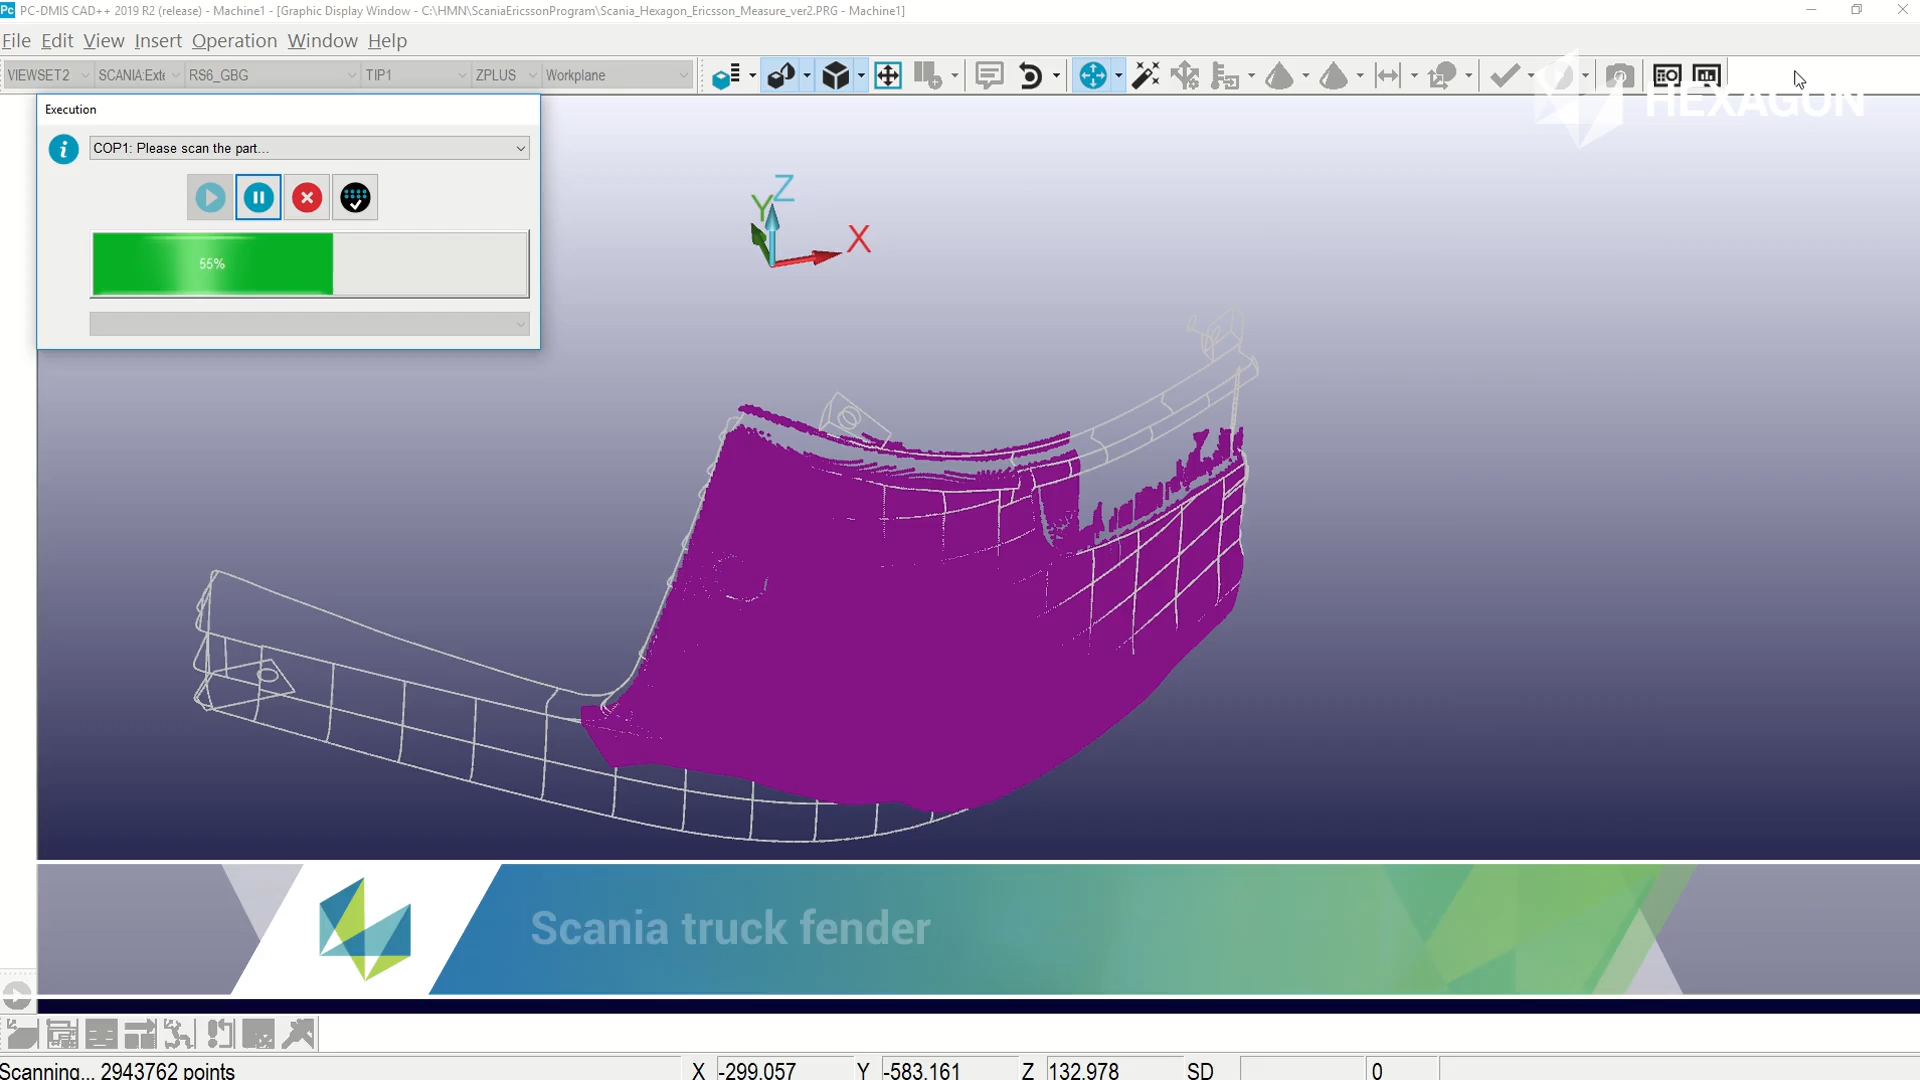 PC-DMIS CAD++ 2019 R2 (release) - Machine1 - [Graphic Display Window - C:\HMN\ScaniaEricssonProgram\Scania_Hexagon_Ericsson_Measure_ver2.PRG - Machine1]
File Edit View Insert Operation Window Help
VIEWSET2 SCANIA:Exte RS6_GBG TIP1 ZPLUS Workplane
HEXAGON
Execution
COP1: Please scan the part...
55%
Z
Y
X
Scania truck fender
Scanning... 2943762 points X -299.057 Y -583.161 Z 132.978 SD 0